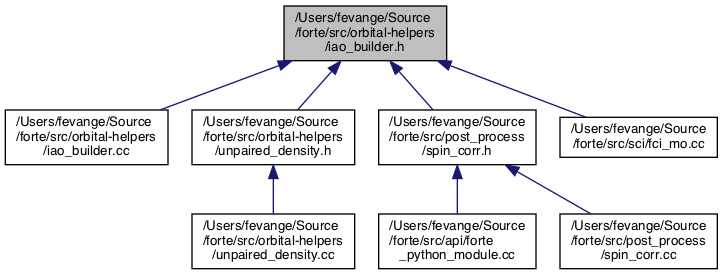 /Users/fevange/Source
/forte/src/orbital-helpers
/iao_builder.h
/Users/fevange/Source
/forte/src/orbital-helpers
/iao_builder.cc
/Users/fevange/Source
/forte/src/orbital-helpers
/unpaired_density.h
/Users/fevange/Source
/forte/src/post_process
/spin_corr.h
/Users/fevange/Source
/forte/src/sci/fci_mo.cc
/Users/fevange/Source
/forte/src/orbital-helpers
/unpaired_density.cc
/Users/fevange/Source
/forte/src/api/forte
_python_module.cc
/Users/fevange/Source
/forte/src/post_process
/spin_corr.cc